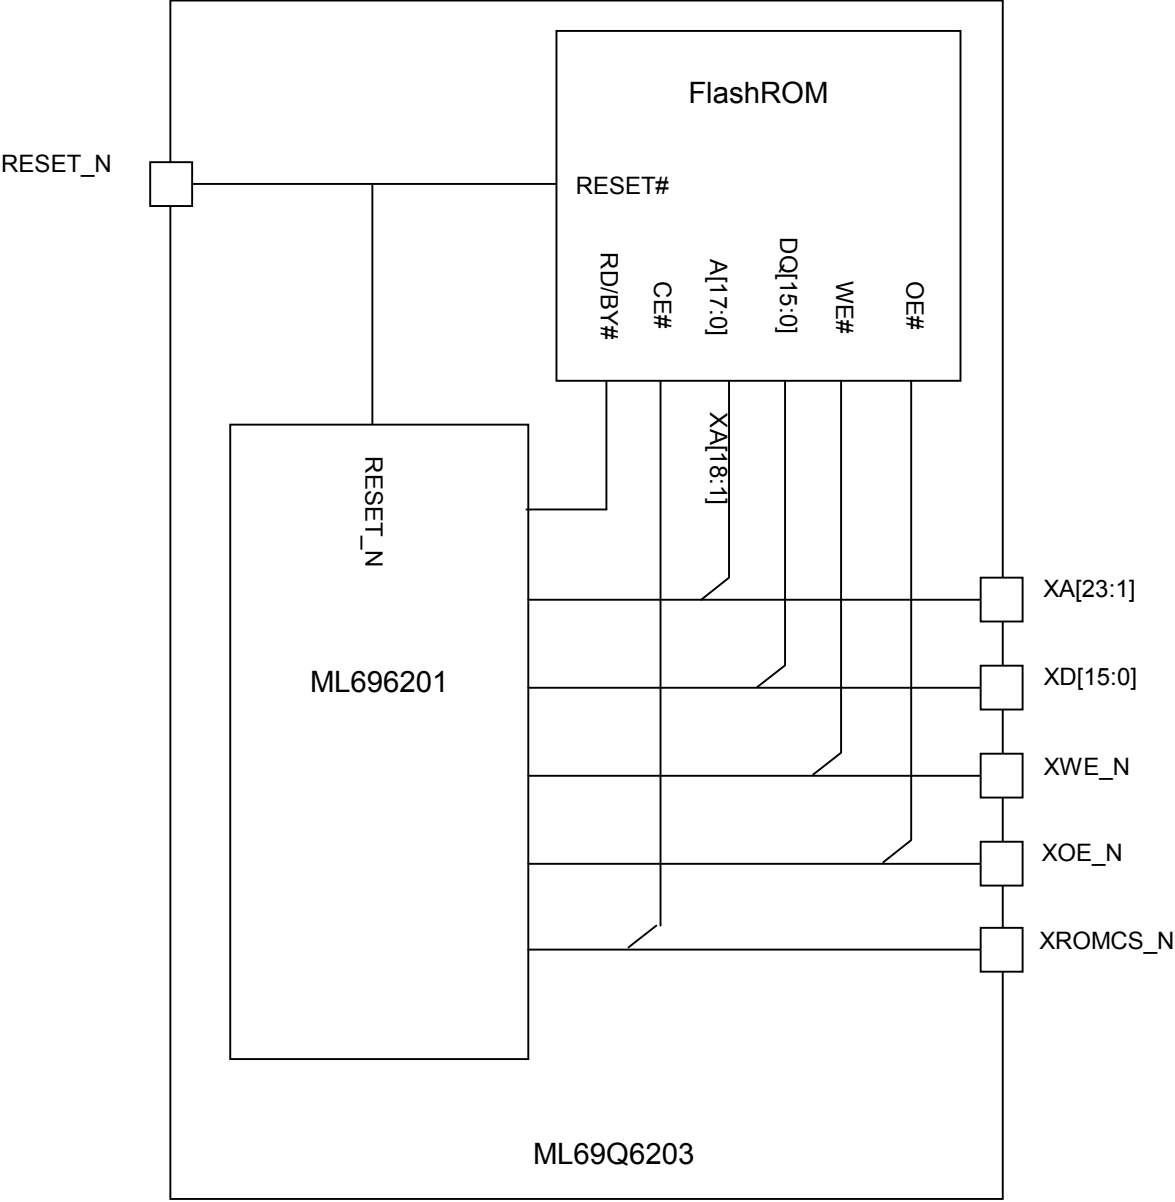 FlashROM
RESET_N
RESET#
RD/BY#
CE#
A[17:0]
DQ[15:0]
WE#
OE#
XA[18:1]
RESET_N
XA[23:1]
ML696201
XD[15:0]
XWE_N
XOE_N
XROMCS_N
ML69Q6203